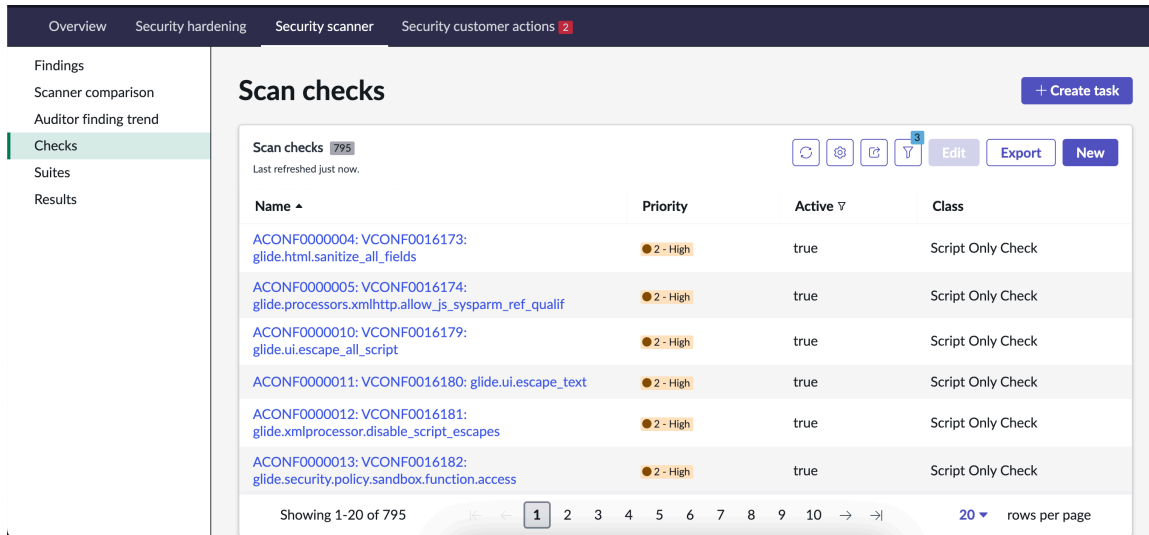 Overview Security hardening Security scanner Security customer actions 2
Findings
Scanner comparison
Auditor finding trend
Checks
Suites
Results
Scan checks
+ Create task
Scan checks 795
Last refreshed just now.
3
Edit Export New
Name Priority Active Class
ACONF0000004: VCONF0016173:
glide.html.sanitize_all_fields
2 - High true Script Only Check
ACONF0000005: VCONF0016174:
glide.processors.xmlhttp.allow_js_sysparm_ref_qualif
2 - High true Script Only Check
ACONF0000010: VCONF0016179:
glide.ui.escape_all_script
2 - High true Script Only Check
ACONF0000011: VCONF0016180: glide.ui.escape_text 2 - High true Script Only Check
ACONF0000012: VCONF0016181:
glide.xmlprocessor.disable_script_escapes
2 - High true Script Only Check
ACONF0000013: VCONF0016182:
glide.security.policy.sandbox.function.access
2 - High true Script Only Check
Showing 1-20 of 795 1 2 3 4 5 6 7 8 9 10 20 rows per page